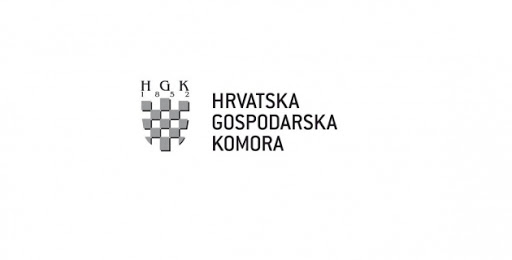 HGK
1852
HRVATSKA
GOSPODARSKA
KOMORA